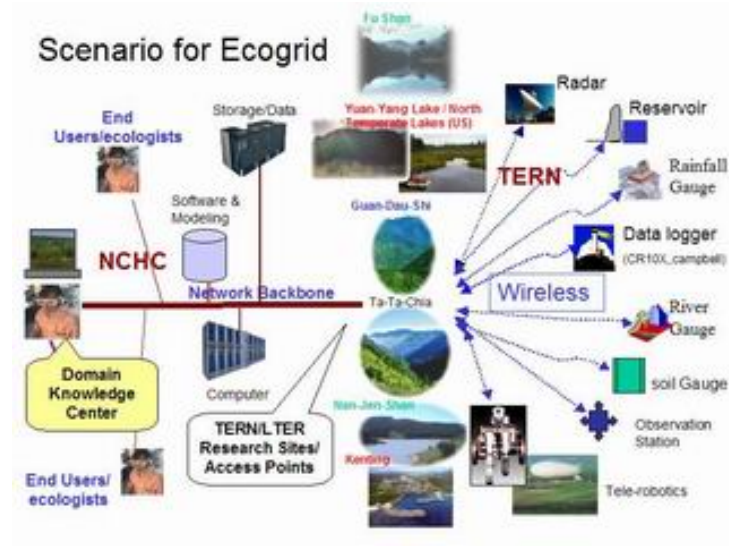 Scenario for Ecogrid
Fu Shan
End
Users/ecologists
Storage/Data
Yuan-Yang Lake / North
Temperate Lakes (US)
Radar
Reservoir
TERN
Rainfall
Gauge
Software &
Modeling
Guan-Dau-Shi
Data logger
(CR10X_campbell)
NCHC
Network Backbone
Ta-Ta-Chia
Wireless
River
Gauge
Domain
Knowledge
Center
Computer
TERN/LTER
Research Sites/
Access Points
Nan-Jen-Shan
soil Gauge
Observation
Station
Kenting
End Users/
ecologists
Tele-robotics